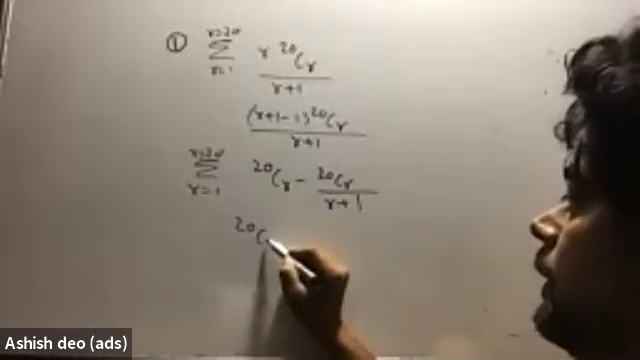 ① r=20
Σ r ²⁰Cᵣ
r=1 r+1
(r+1-1) ²⁰Cᵣ
r+1
r=20
Σ ²⁰Cᵣ - ²⁰Cᵣ
r=1 r+1
²⁰C
Ashish deo (ads)